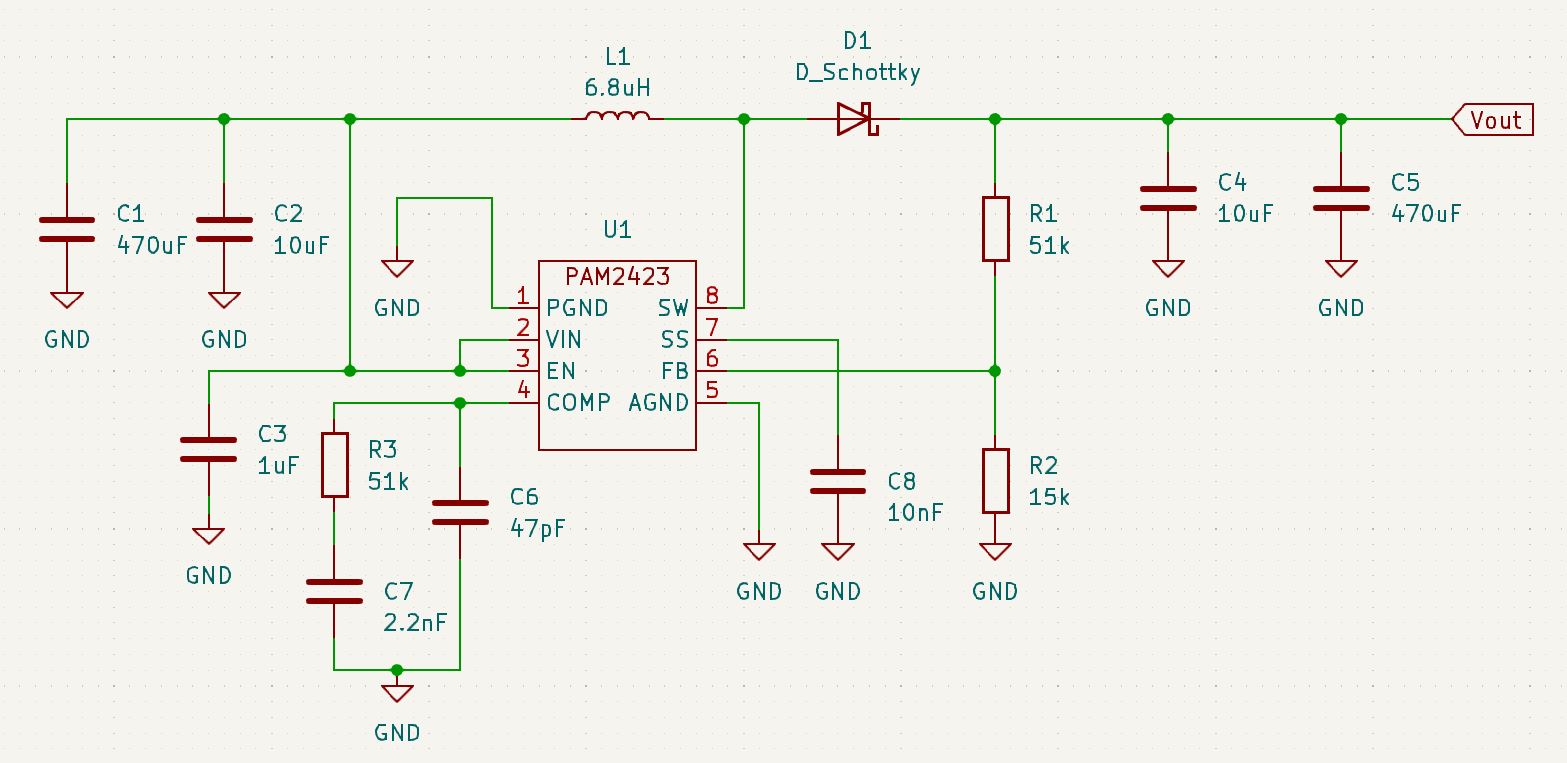 D1
D_Schottky
L1
6.8uH
Vout
C1
470uF
C2
10uF
C4
10uF
C5
470uF
R1
51k
U1
PAM2423
1
PGND
SW
8
2
VIN
SS
7
3
EN
FB
6
4
COMP
AGND
5
GND
GND
GND
GND
GND
C3
1uF
R3
51k
C6
47pF
C8
10nF
R2
15k
GND
C7
2.2nF
GND
GND
GND
GND